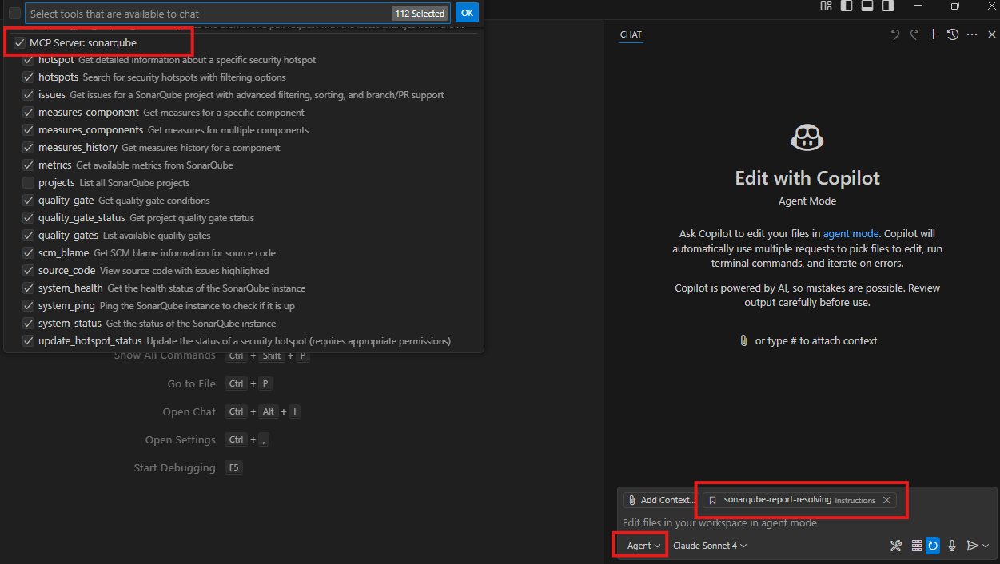 Select tools that are available to chat
112 Selected
OK
MCP Server: sonarqube
hotspot Get detailed information about a specific security hotspot
hotspots Search for security hotspots with filtering options
issues Get issues for a SonarQube project with advanced filtering, sorting, and branch/PR support
measures_component Get measures for a specific component
measures_components Get measures for multiple components
measures_history Get measures history for a component
metrics Get available metrics from SonarQube
projects List all SonarQube projects
quality_gate Get quality gate conditions
quality_gate_status Get project quality gate status
quality_gates List available quality gates
scm_blame Get SCM blame information for source code
source_code View source code with issues highlighted
system_health Get the health status of the SonarQube instance
system_ping Ping the SonarQube instance to check if it is up
system_status Get the status of the SonarQube instance
update_hotspot_status Update the status of a security hotspot (requires appropriate permissions)
Show All Commands Ctrl + Shift + P
Go to File Ctrl + P
Open Chat Ctrl + Alt + I
Open Settings Ctrl + ,
Start Debugging F5
CHAT
Edit with Copilot
Agent Mode
Ask Copilot to edit your files in agent mode. Copilot will
automatically use multiple requests to pick files to edit, run
terminal commands, and iterate on errors.
Copilot is powered by AI, so mistakes are possible. Review
output carefully before use.
or type # to attach context
Add Context...
sonarqube-report-resolving Instructions
Edit files in your workspace in agent mode
Agent
Claude Sonnet 4